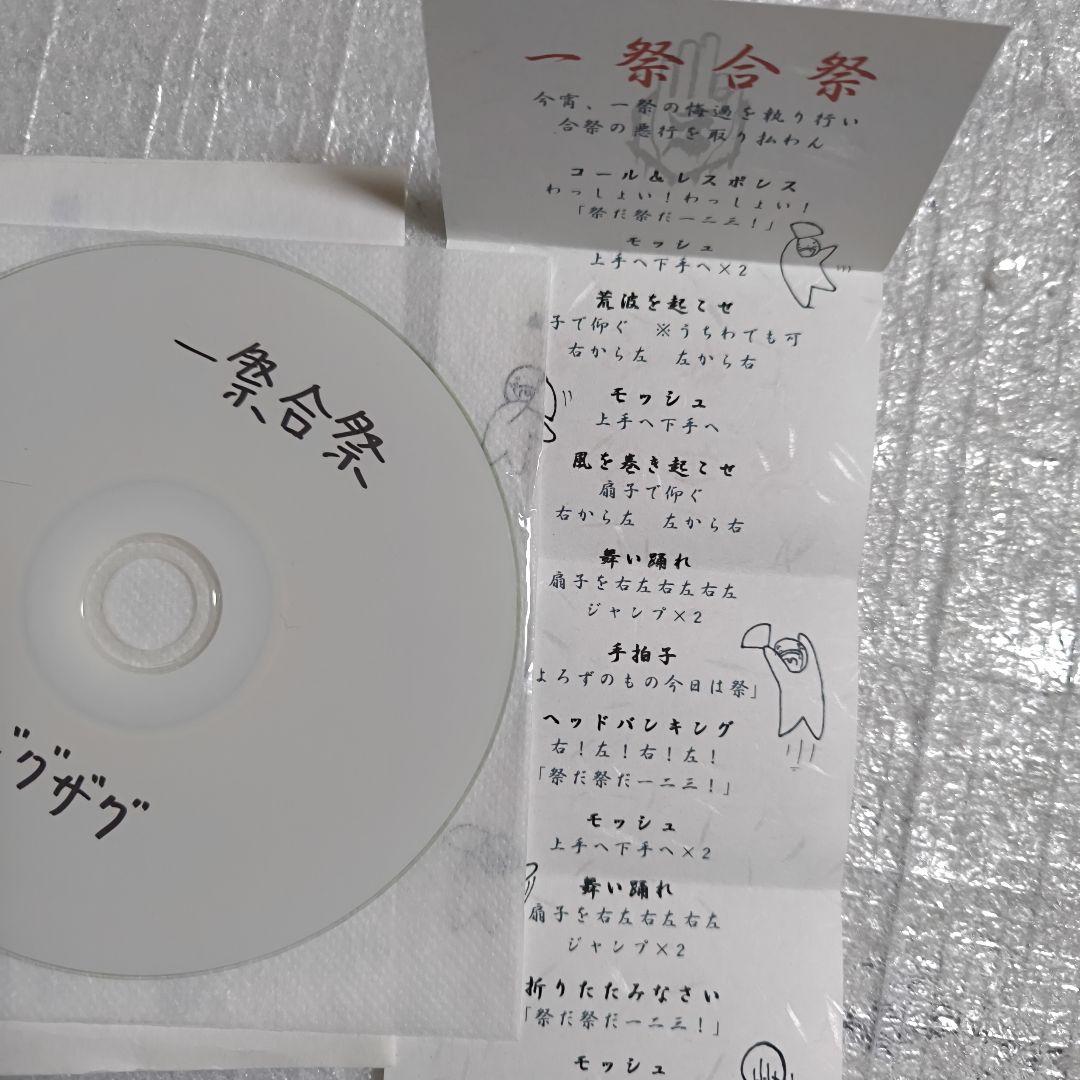 一祭合祭
今宵、一祭の悔過を執り行い
合祭の悪行を取り払わん
コール＆レスポンス
わっしょい！わっしょい！
「祭だ祭だ一二三！」
モッシュ
上手へ下手へ×2
荒波を起こせ
子で仰ぐ　※うちわでも可
右から左　左から右
モッシュ
上手へ下手へ
風を巻き起こせ
扇子で仰ぐ
右から左　左から右
舞い踊れ
扇子を右左右左右左
ジャンプ×2
手拍子
よろずのもの今日は祭」
ヘッドバンキング
右！左！右！左！
「祭だ祭だ一二三！」
モッシュ
上手へ下手へ×2
舞い踊れ
扇子を右左右左右左
ジャンプ×2
折りたたみなさい
「祭だ祭だ一二三！」
モッシュ
一祭合祭
グザグ